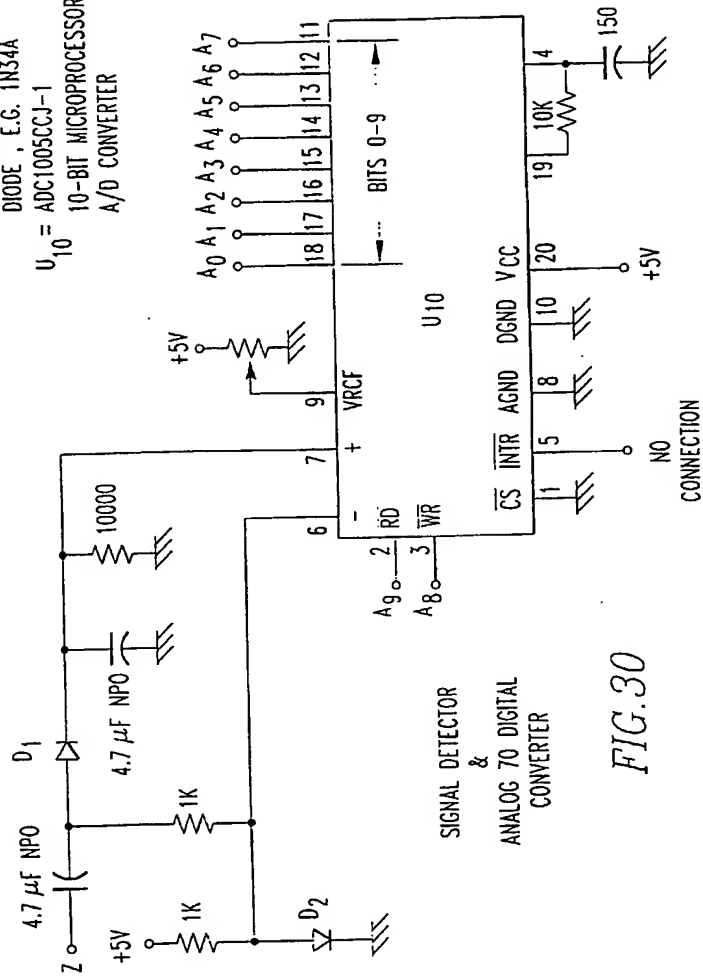 DIODE , E.G. 1N34A
U10 = ADC1005CCJ-1
10-BIT MICROPROCESSOR
A/D CONVERTER
Z
4.7 µF NPO
D1
4.7 µF NPO
10000
+5V
1K
1K
D2
+5V
A0 A1 A2 A3 A4 A5 A6 A7
18 17 16 15 14 13 12 11
BITS 0-9
6
7
9
-
+
VRCF
A9
2
RD
A8
3
WR
U10
CS
INTR
AGND
DGND
VCC
1
5
8
10
20
19
4
10K
150
+5V
NO
CONNECTION
SIGNAL DETECTOR
&
ANALOG 70 DIGITAL
CONVERTER
FIG.30